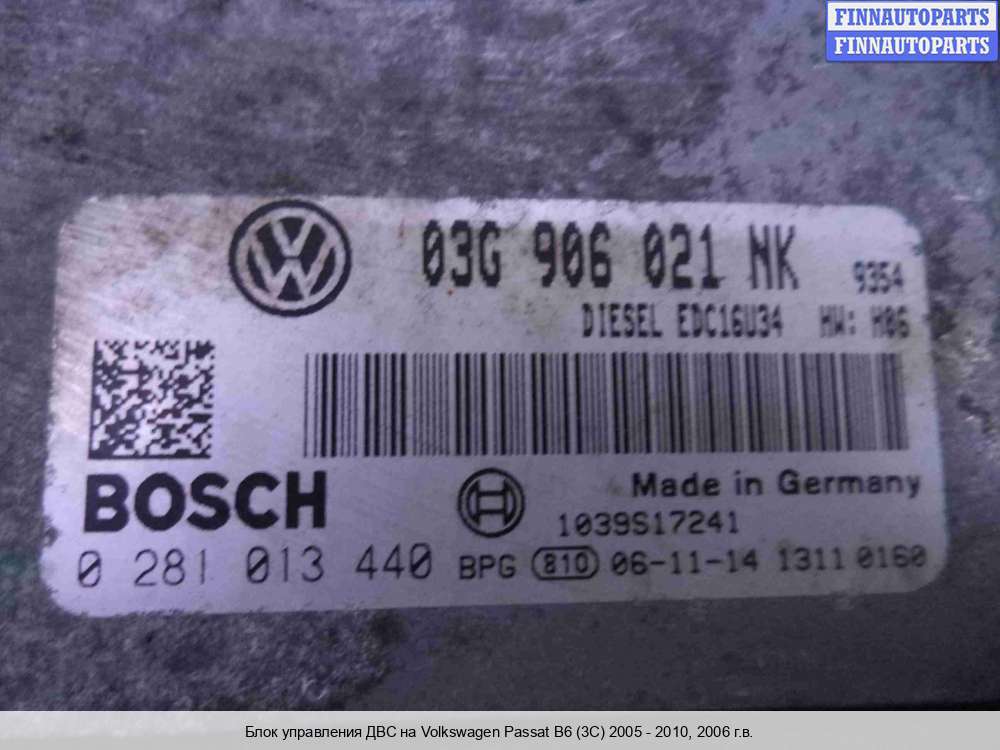 FINNAUTOPARTS
FINNAUTOPARTS
03G 906 021 NK 9354
DIESEL EDC16U34 HW: H06
BOSCH
Made in Germany
1039S17241
0 281 013 440 BPG 810 06-11-14 1311 0160
Блок управления ДВС на Volkswagen Passat B6 (3C) 2005 - 2010, 2006 г.в.